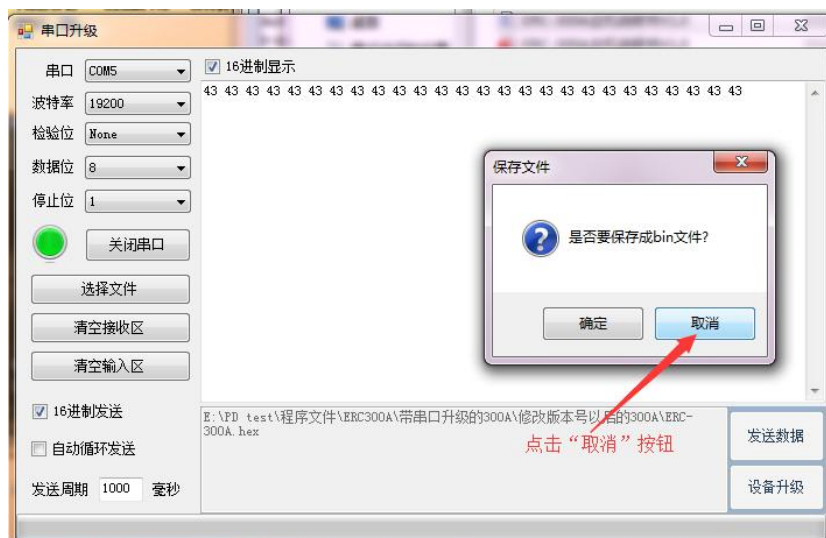 串口升级
串口 COM5
波特率 19200
检验位 None
数据位 8
停止位 1
关闭串口
选择文件
清空接收区
清空输入区
16进制发送
自动循环发送
发送周期 1000 毫秒
16进制显示
43 43 43 43 43 43 43 43 43 43 43 43 43 43 43 43 43 43 43 43 43 43 43 43 43 43
保存文件
是否要保存成bin文件?
确定 取消
E:\PD test\程序文件\ERC300A\带串口升级的300A\修改版本号以后的300A\ERC-
300A.hex
点击“取消”按钮
发送数据
设备升级